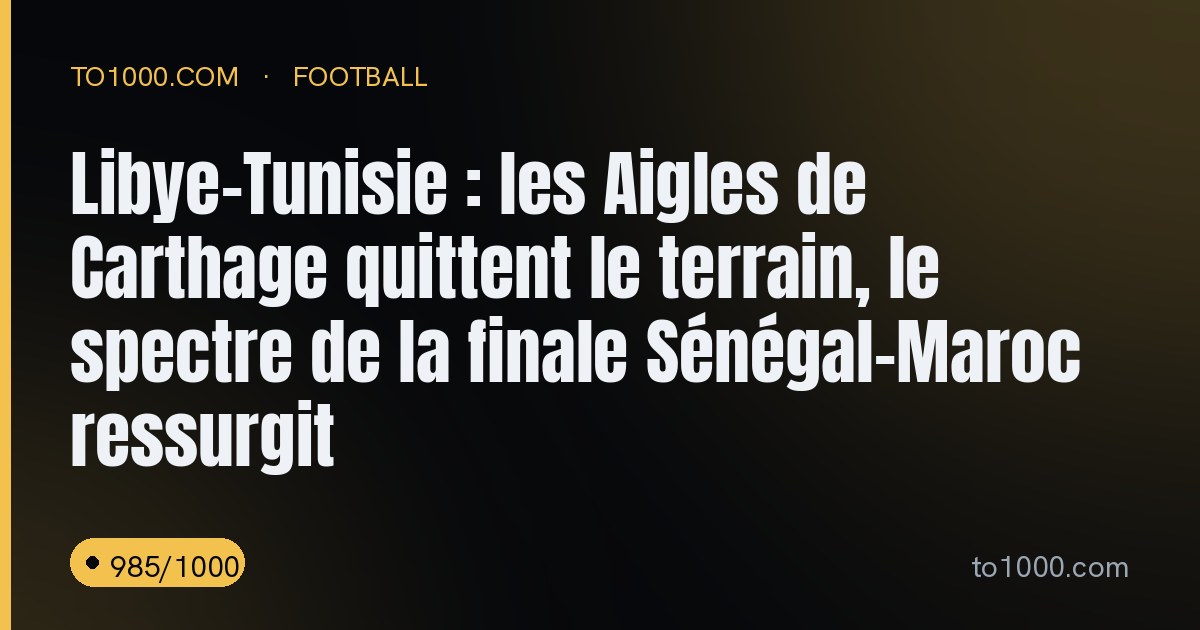 TO1000.COM · FOOTBALL
Libye-Tunisie : les Aigles de
Carthage quittent le terrain, le
spectre de la finale Sénégal-Maroc
ressurgit
985/1000
to1000.com